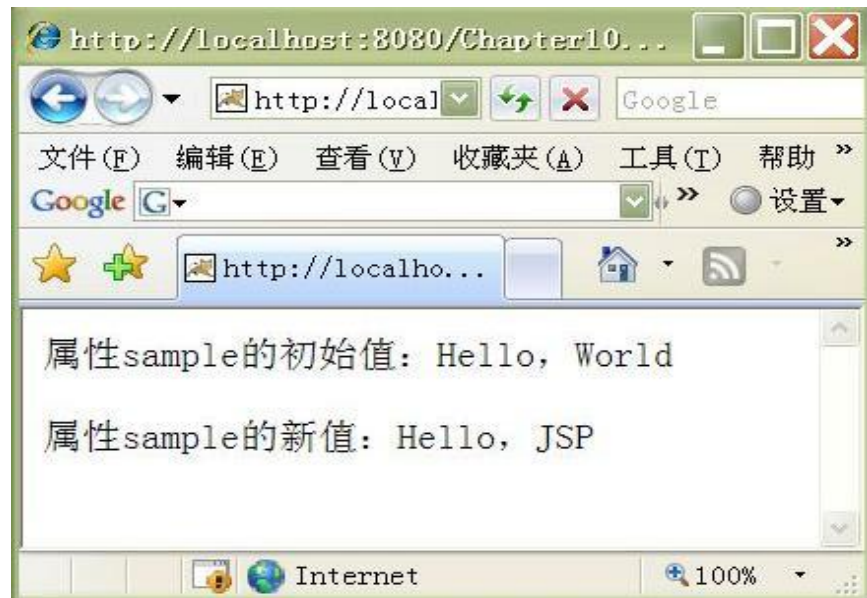 http://localhost:8080/Chapter10...
http://local Google
文件(F) 编辑(E) 查看(V) 收藏夹(A) 工具(T) 帮助 »
Google G » 设置
http://localho... »
属性sample的初始值：Hello，World
属性sample的新值：Hello，JSP
Internet 100%